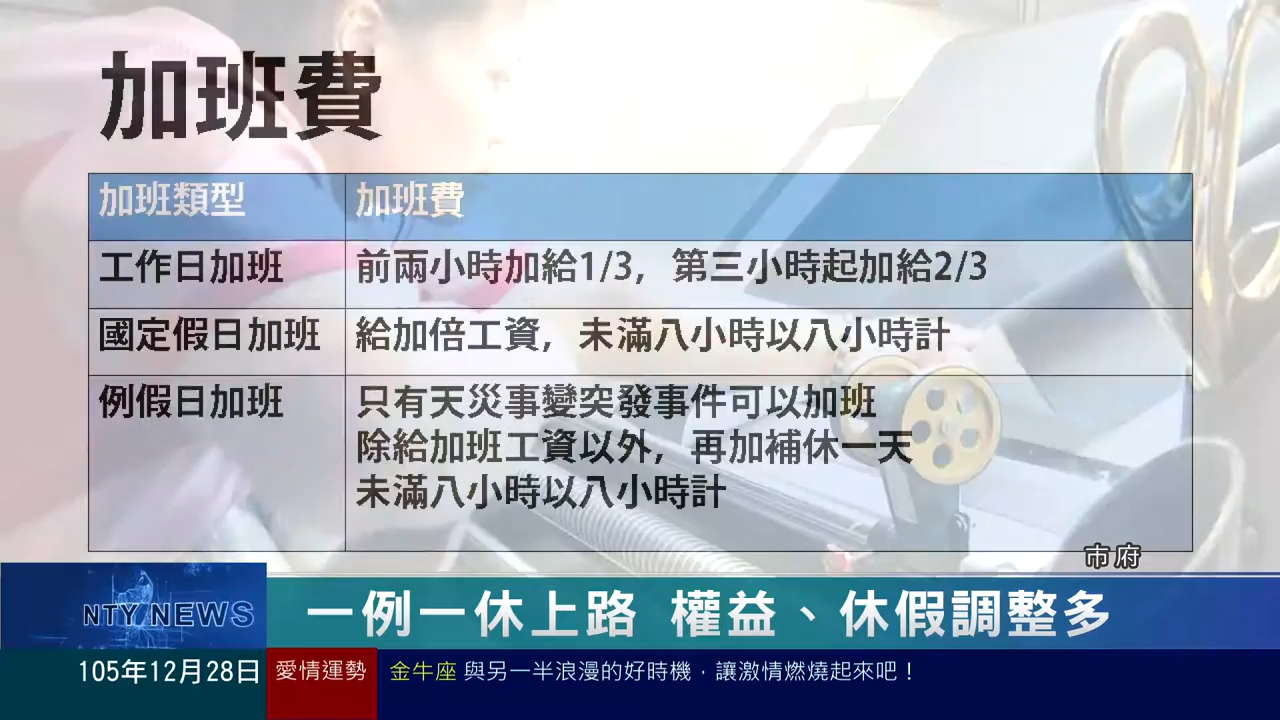 加班費
加班類型 加班費
工作日加班 前兩小時加給1/3，第三小時起加給2/3
國定假日加班 給加倍工資，未滿八小時以八小時計
例假日加班 只有天災事變突發事件可以加班
除給加班工資以外，再加補休一天
未滿八小時以八小時計
市府
NTY NEWS 一例一休上路 權益、休假調整多
105年12月28日 愛情運勢 金牛座 與另一半浪漫的好時機，讓激情燃燒起來吧！